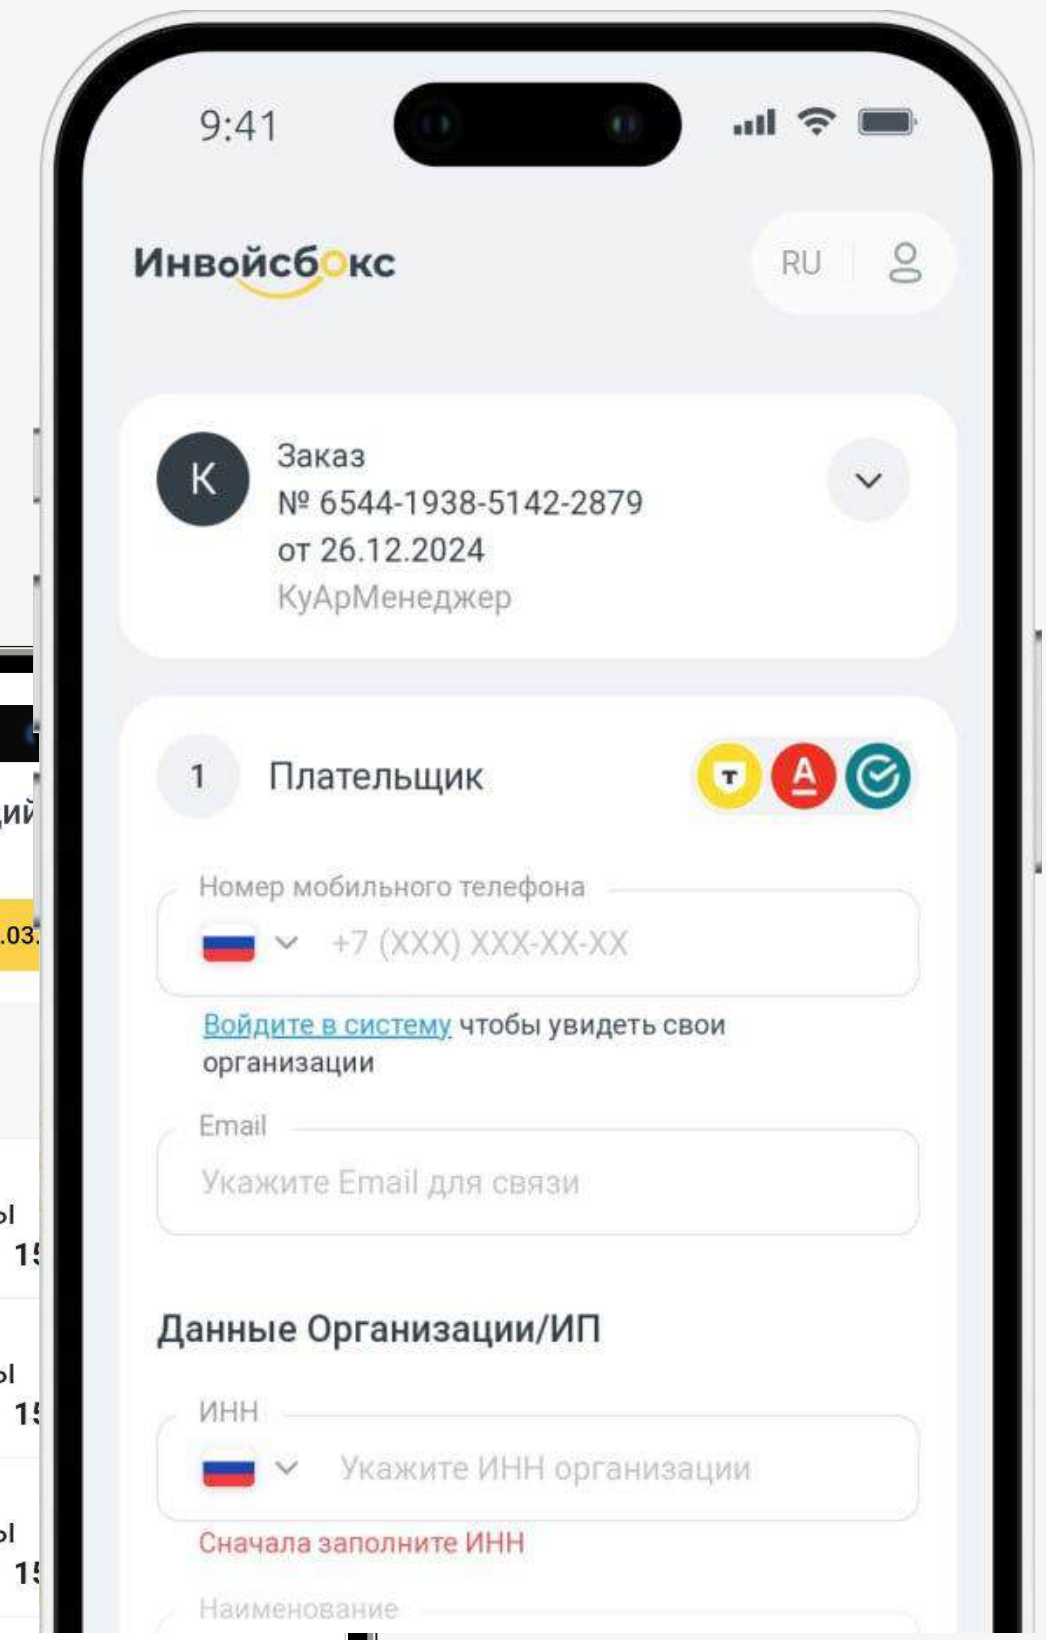 9:41
Инвойсбокс
RU
К
Заказ
№ 6544-1938-5142-2879
от 26.12.2024
КуАрМенеджер
1 Плательщик
Т А
Номер мобильного телефона
+7 (XXX) XXX-XX-XX
Войдите в систему чтобы увидеть свои
организации
Email
Укажите Email для связи
Данные Организации/ИП
ИНН
Укажите ИНН организации
Сначала заполните ИНН
Наименование